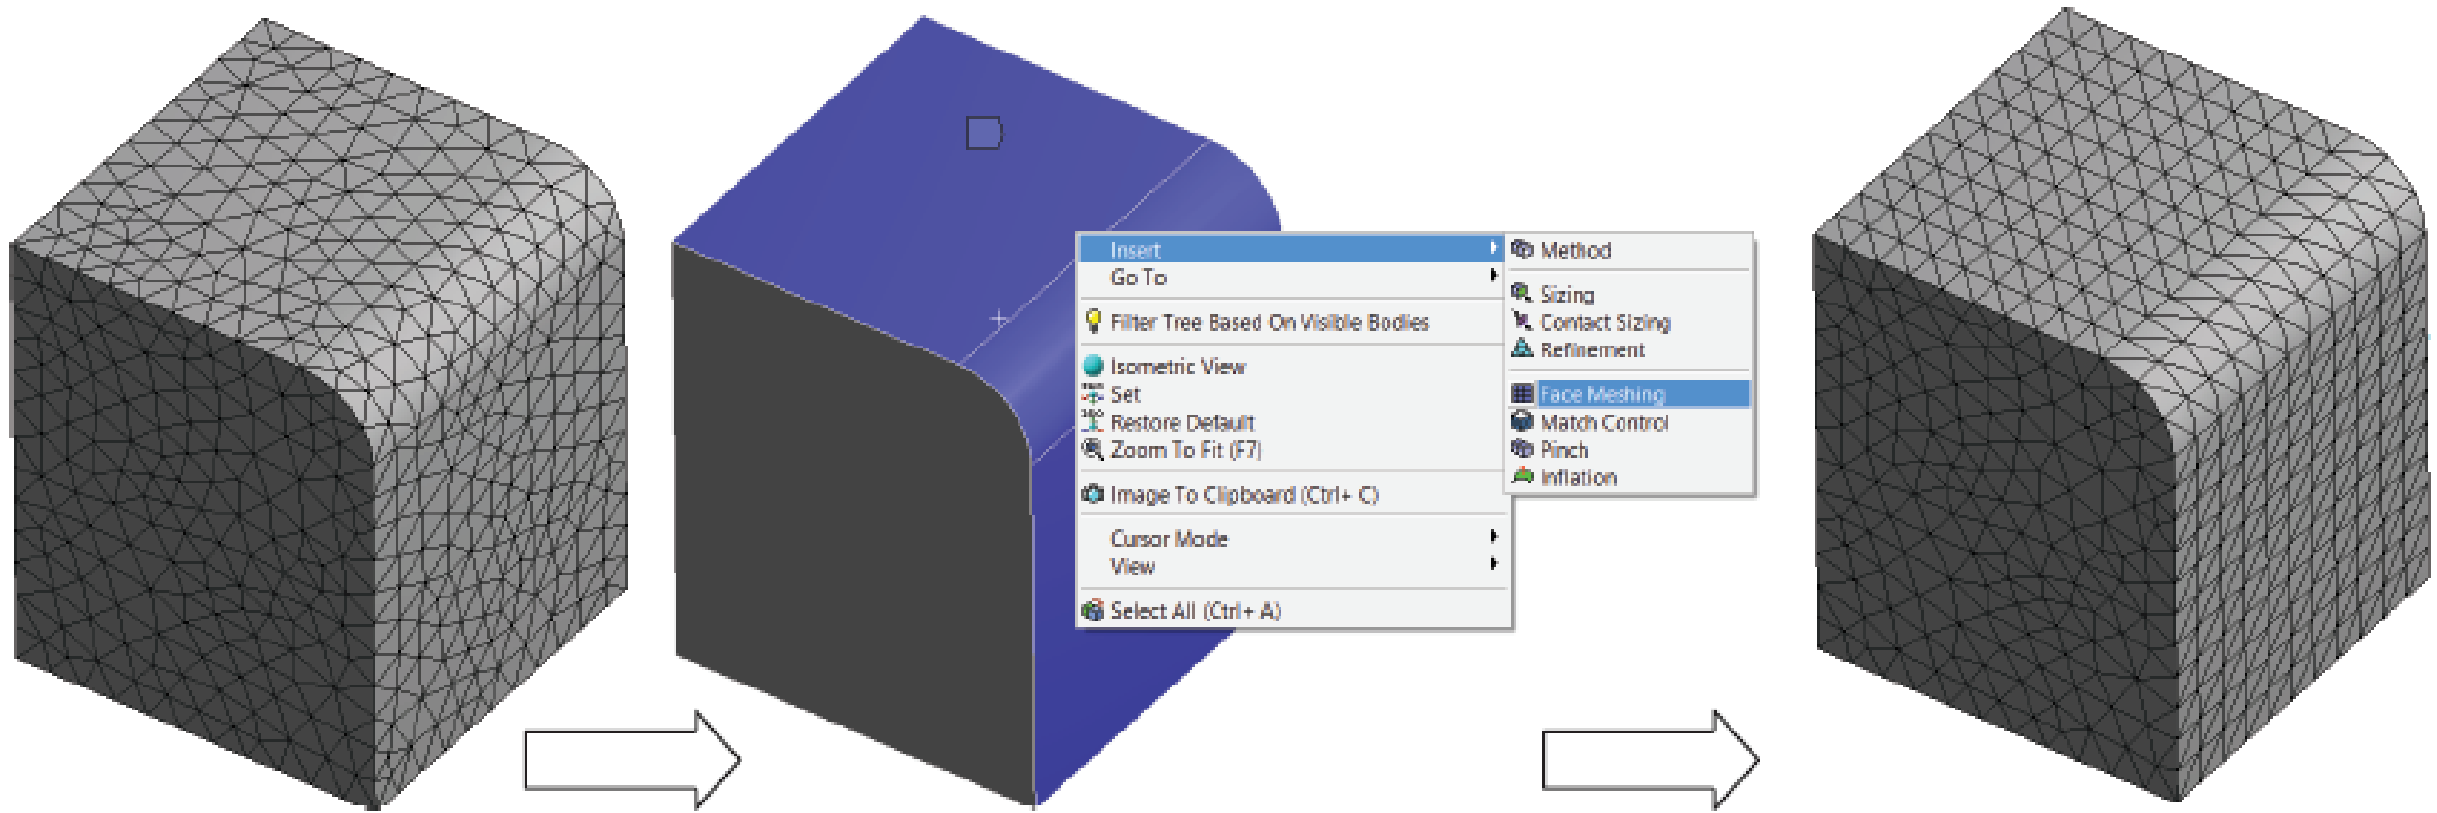 Insert
Go To
Filter Tree Based On Visible Bodies
Isometric View
Set
Restore Default
Zoom To Fit (F7)
Image To Clipboard (Ctrl+ C)
Cursor Mode
View
Select All (Ctrl+ A)
Method
Sizing
Contact Sizing
Refinement
Face Meshing
Match Control
Pinch
Inflation